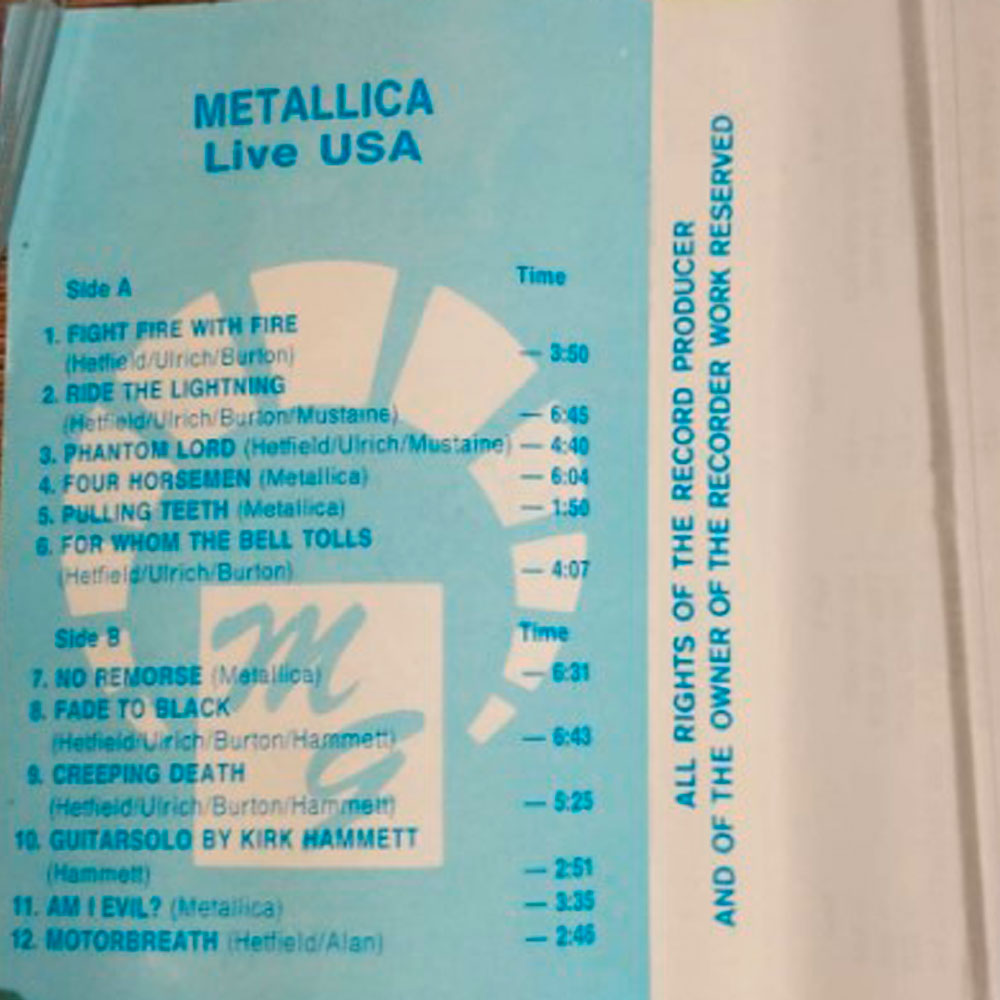 METALLICA
Live USA
Side A Time
1. FIGHT FIRE WITH FIRE
(Hetfield/Ulrich/Burton) — 3:50
2. RIDE THE LIGHTNING
(Hetfield/Ulrich/Burton/Mustaine) — 6:45
3. PHANTOM LORD (Hetfield/Ulrich/Mustaine) — 4:40
4. FOUR HORSEMEN (Metallica) — 6:04
5. PULLING TEETH (Metallica) — 1:50
6. FOR WHOM THE BELL TOLLS
(Hetfield/Ulrich/Burton) — 4:07
Side B Time
7. NO REMORSE (Metallica) — 6:31
8. FADE TO BLACK
(Hetfield/Ulrich/Burton/Hammett) — 6:43
9. CREEPING DEATH
(Hetfield/Ulrich/Burton/Hammett) — 5:25
10. GUITARSOLO BY KIRK HAMMETT
(Hammett) — 2:51
11. AM I EVIL? (Metallica) — 3:35
12. MOTORBREATH (Hetfield/Alan) — 2:46
MG
ALL RIGHTS OF THE RECORD PRODUCER
AND OF THE OWNER OF THE RECORDER WORK RESERVED